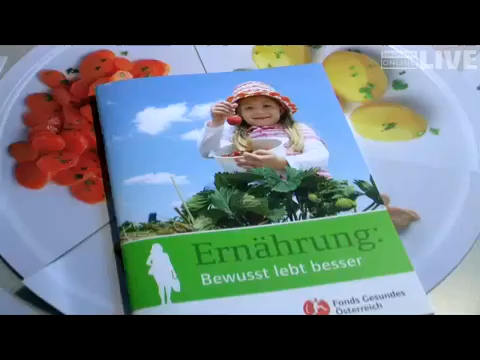 LIVE
Ernährung:
Bewusst lebt besser
Fonds Gesundes
Österreich